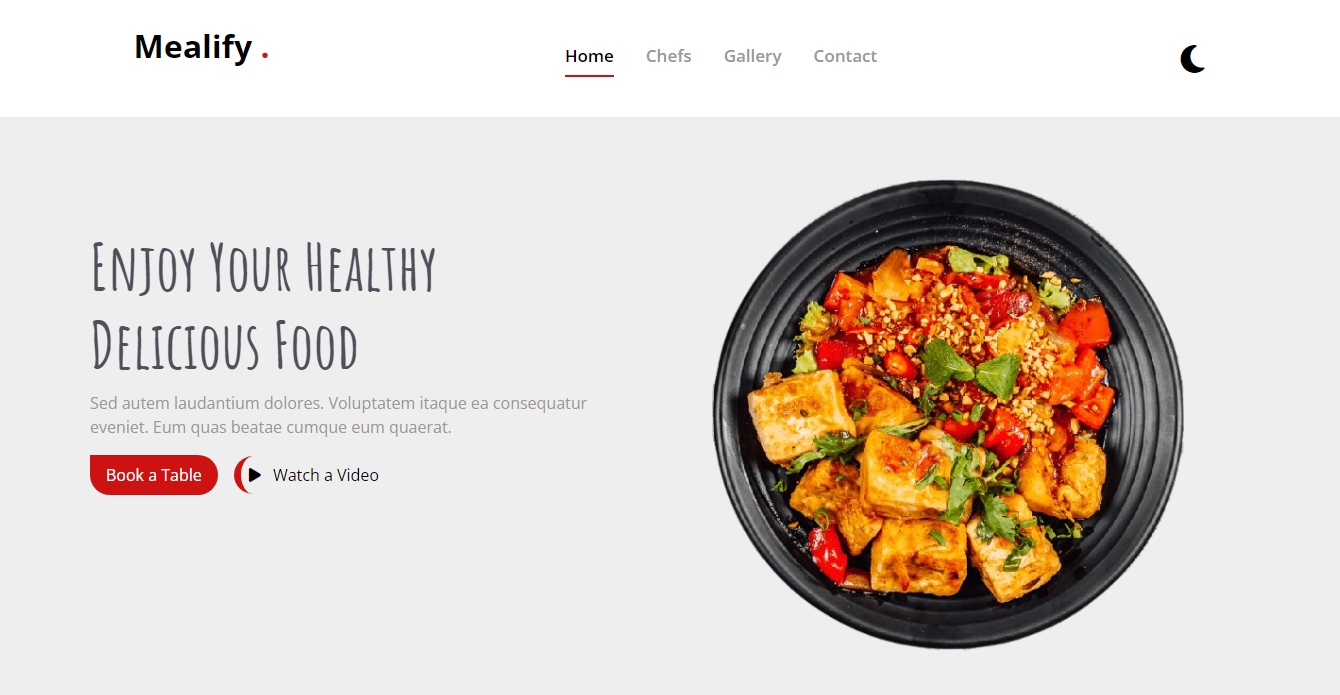 Mealify .
Home Chefs Gallery Contact
Enjoy Your Healthy
Delicious Food
Sed autem laudantium dolores. Voluptatem itaque ea consequatur
eveniet. Eum quas beatae cumque eum quaerat.
Book a Table Watch a Video